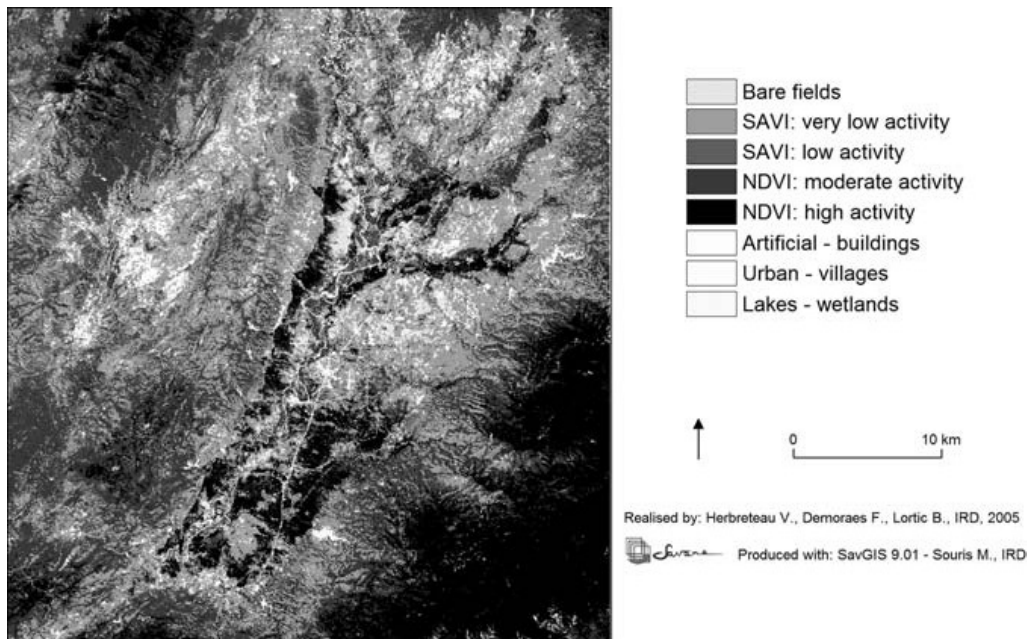 Bare fields
SAVI: very low activity
SAVI: low activity
NDVI: moderate activity
NDVI: high activity
Artificial - buildings
Urban - villages
Lakes - wetlands
0 10 km
Realised by: Herbreteau V., Demoraes F., Lortic B., IRD, 2005
Savane Produced with: SavGIS 9.01 - Souris M., IRD